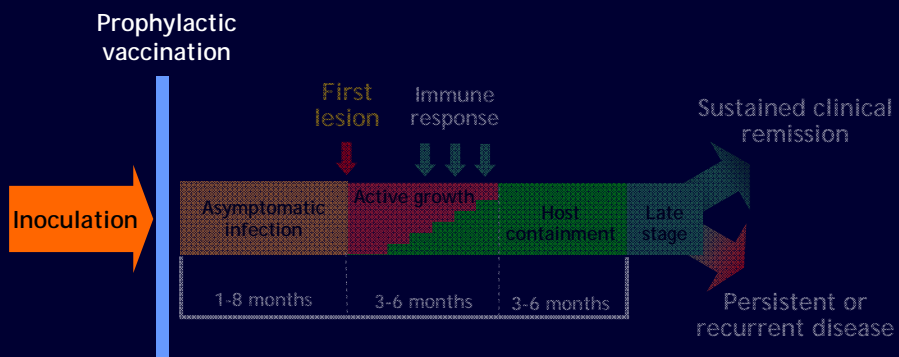 Prophylactic
vaccination
First
lesion
Immune
response
Sustained clinical
remission
Inoculation
Asymptomatic
infection
Active growth
Host
containment
Late
stage
1-8 months
3-6 months
3-6 months
Persistent or
recurrent disease